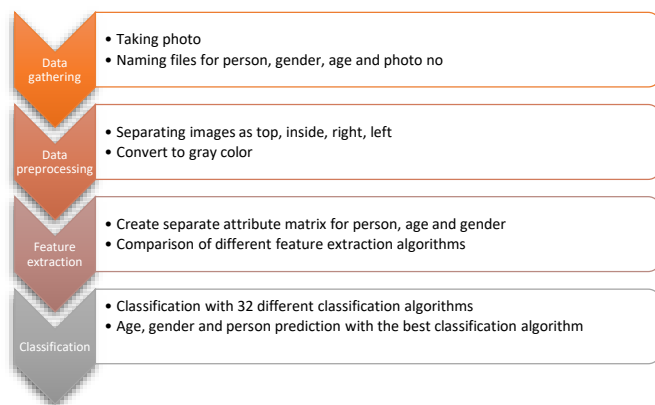 Data
gathering
• Taking photo
• Naming files for person, gender, age and photo no
Data
preprocessing
• Separating images as top, inside, right, left
• Convert to gray color
Feature
extraction
• Create separate attribute matrix for person, age and gender
• Comparison of different feature extraction algorithms
Classification
• Classification with 32 different classification algorithms
• Age, gender and person prediction with the best classification algorithm